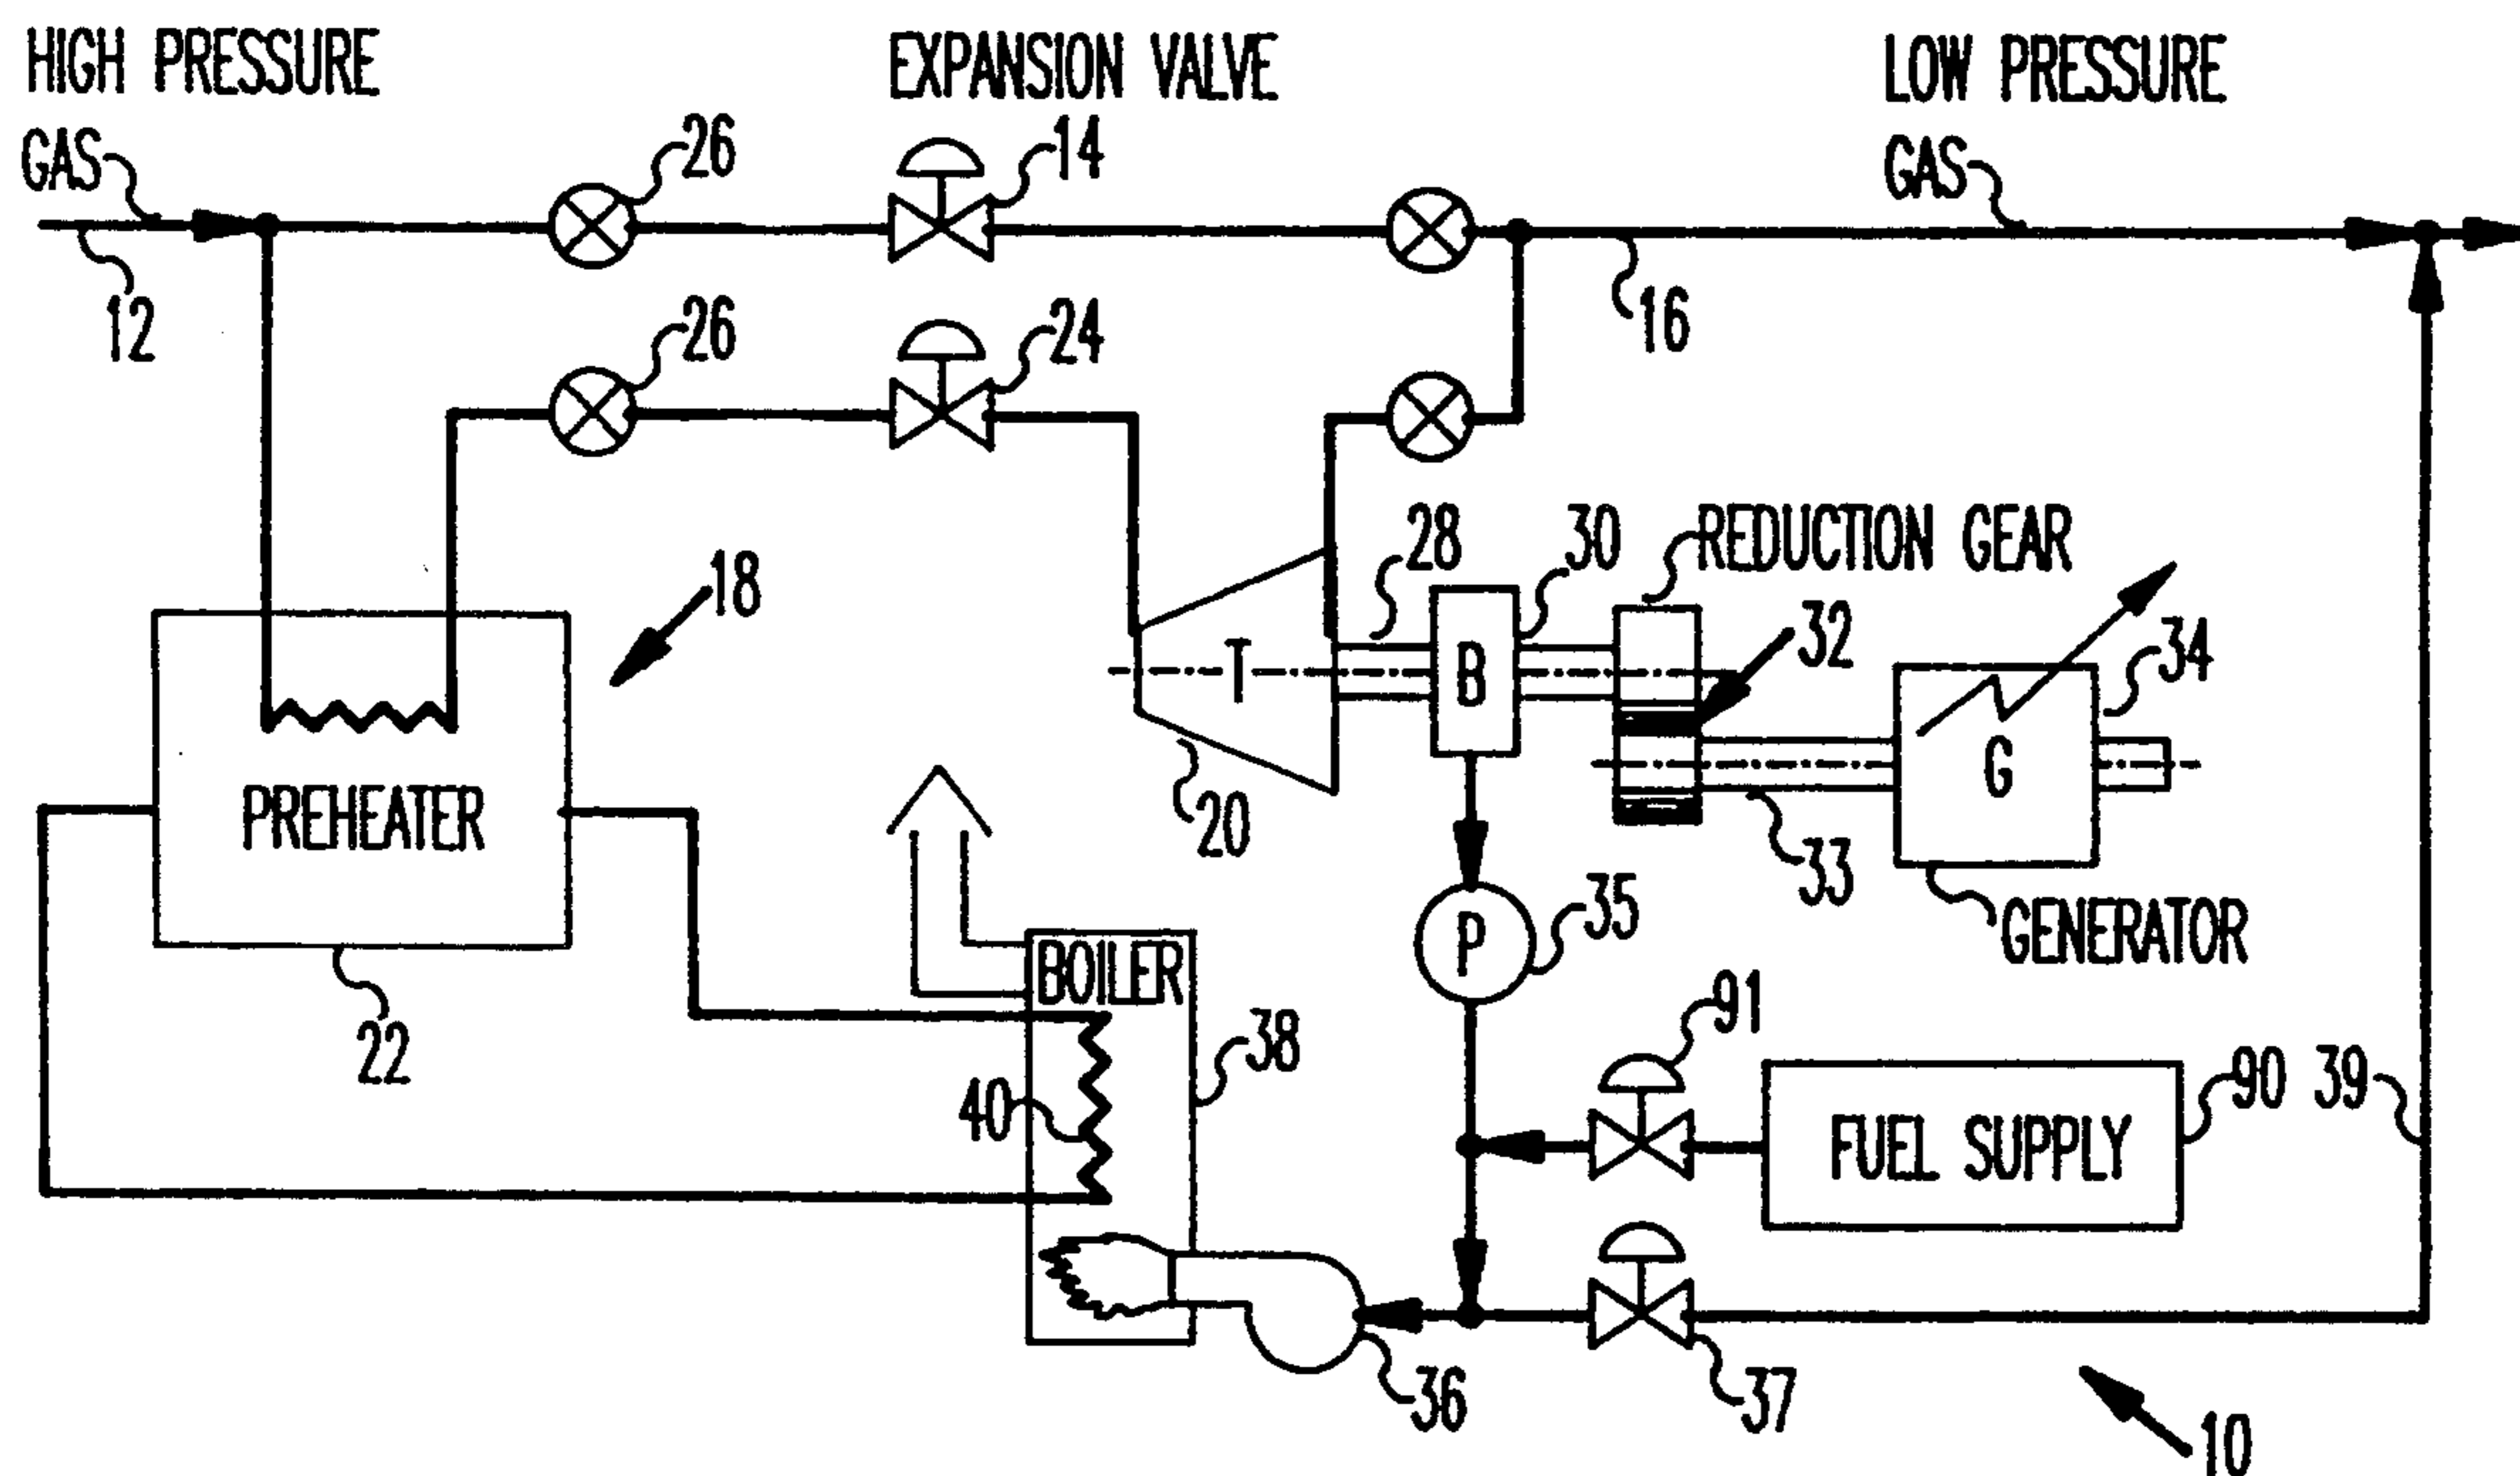 HIGH PRESSURE
EXPANSION VALVE
LOW PRESSURE
GAS
26
14
GAS
12
26
24
16
28
30
REDUCTION GEAR
18
32
34
T
B
G
PREHEATER
20
33
35
P
GENERATOR
BOILER
22
38
91
40
FUEL SUPPLY
90
39
36
37
10